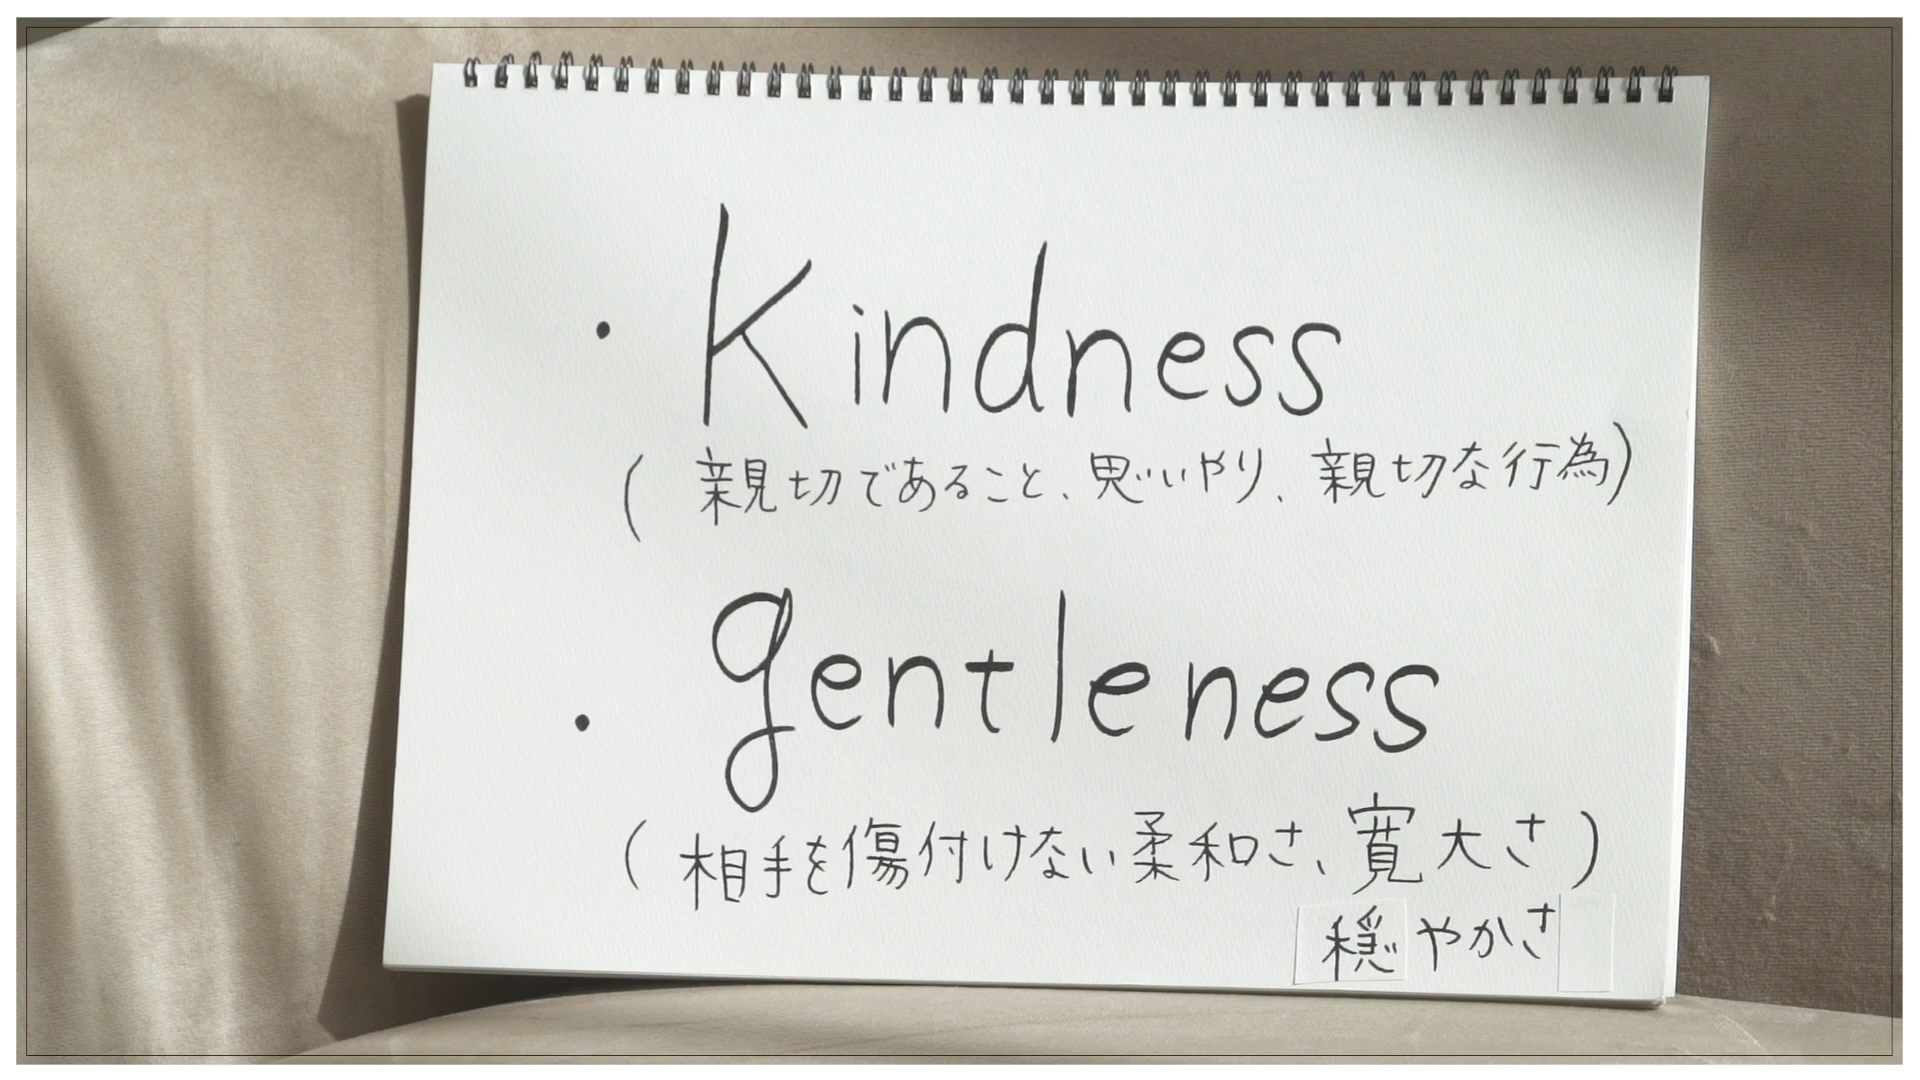 ・Kindness
(親切であること、思いやり、親切な行為)
・gentleness
(相手を傷付けない柔和さ、寛大さ)
穏やかさ